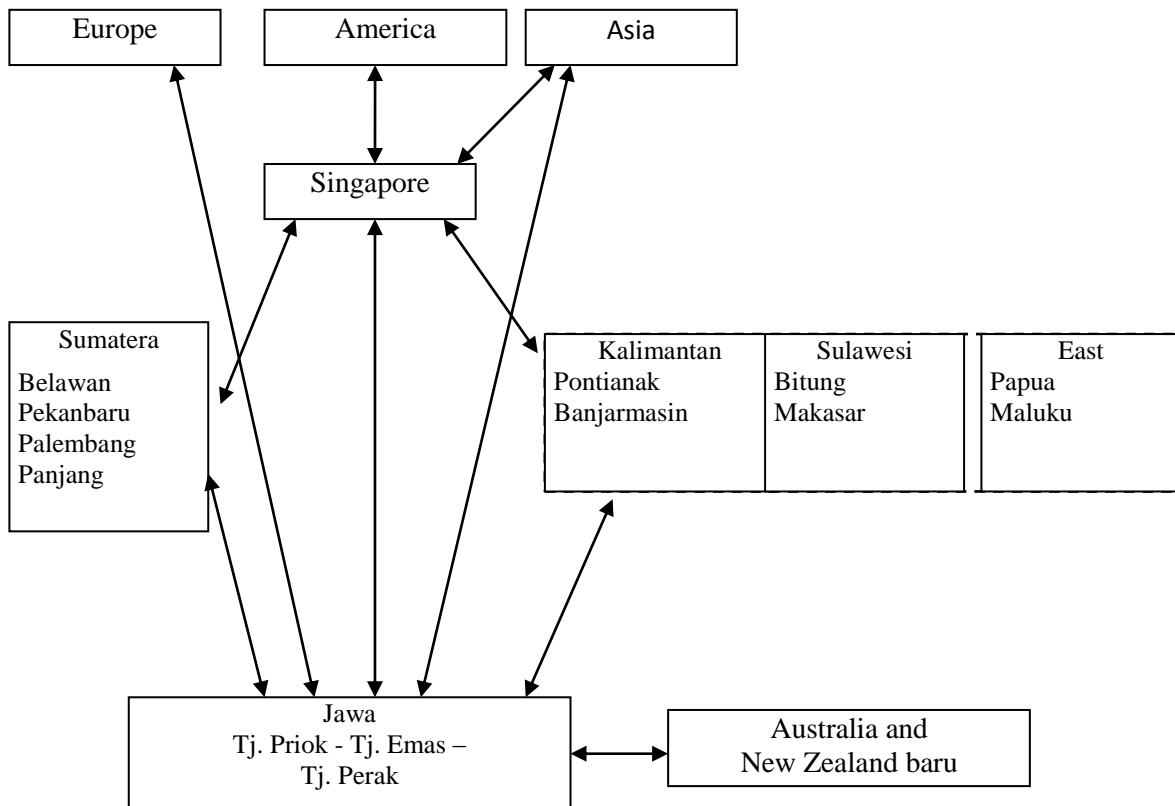 Europe
America
Asia
Singapore
Sumatera
Belawan
Pekanbaru
Palembang
Panjang
Kalimantan
Pontianak
Banjarmasin
Sulawesi
Bitung
Makasar
East
Papua
Maluku
Jawa
Tj. Priok - Tj. Emas –
Tj. Perak
Australia and
New Zealand baru